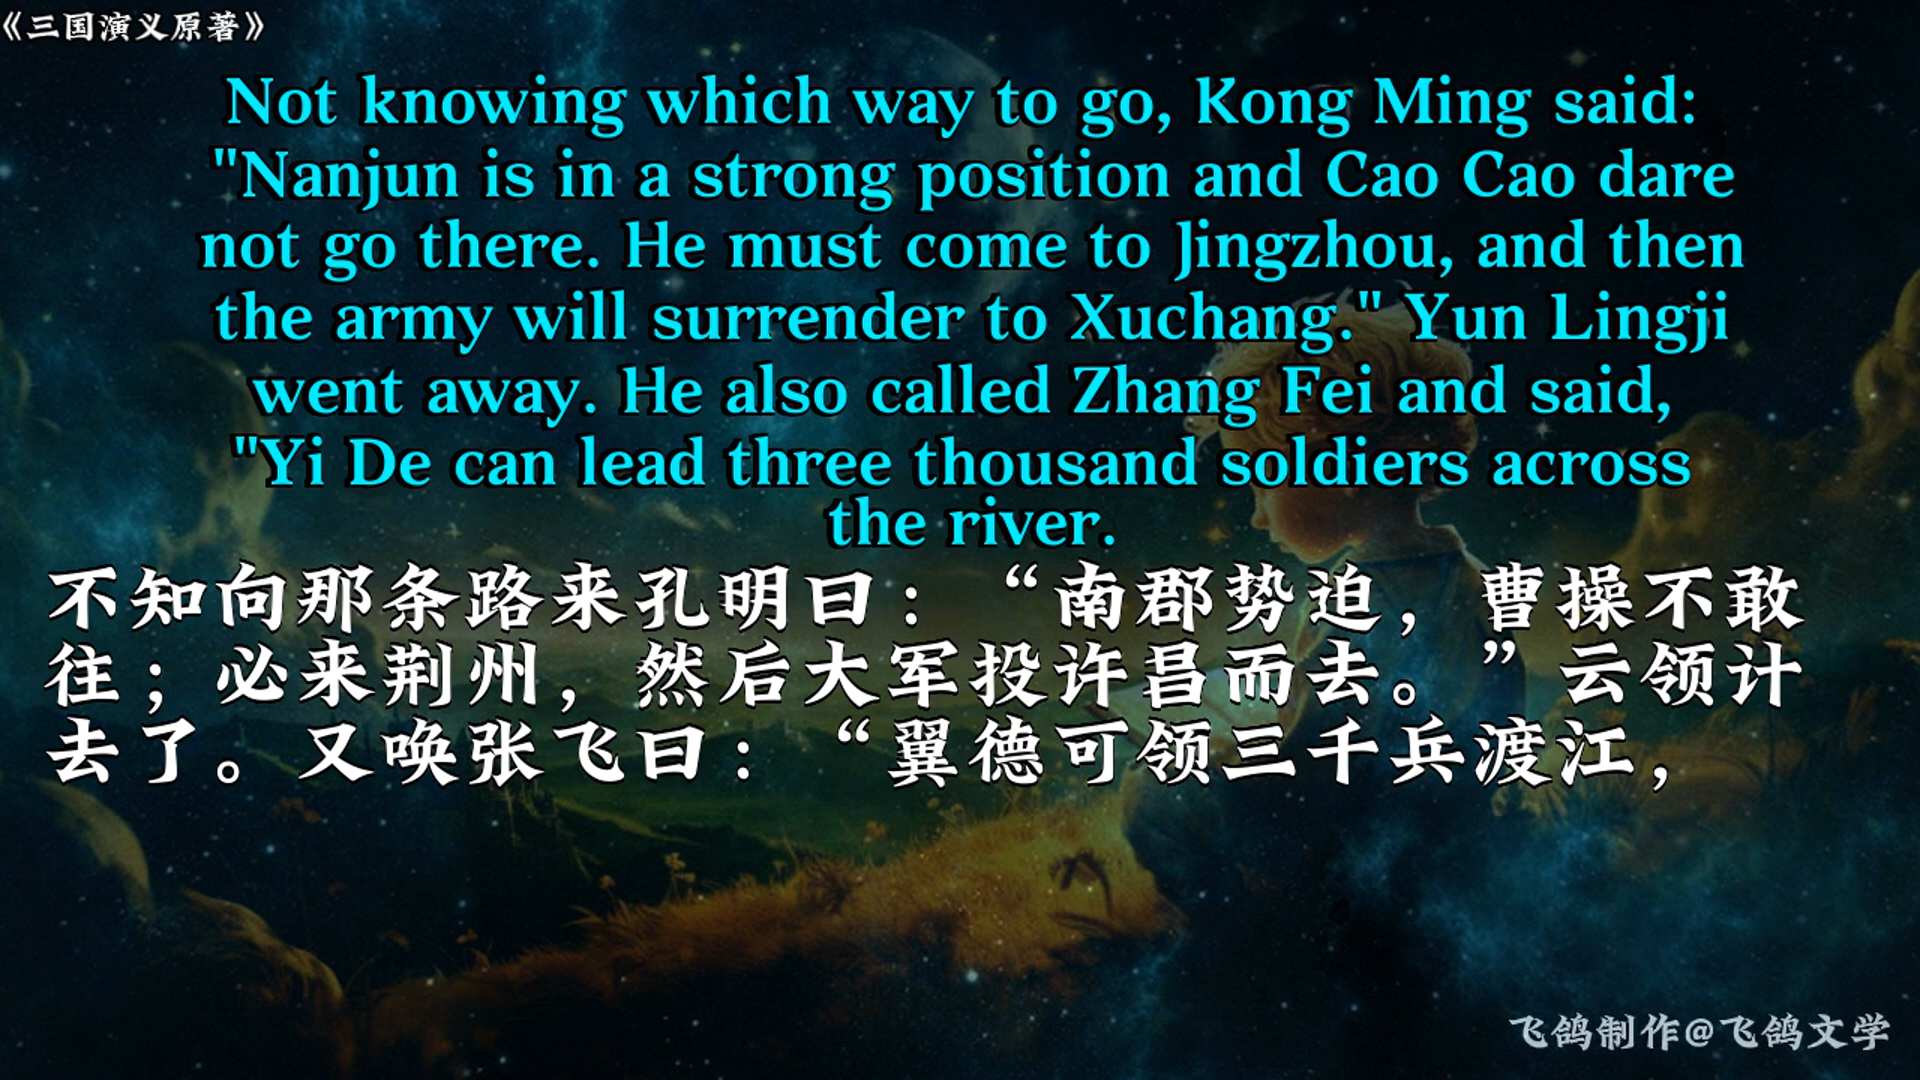 《三国演义原著》
Not knowing which way to go, Kong Ming said:
"Nanjun is in a strong position and Cao Cao dare
not go there. He must come to Jingzhou, and then
the army will surrender to Xuchang." Yun Lingji
went away. He also called Zhang Fei and said,
"Yi De can lead three thousand soldiers across
the river.
不知向那条路来孔明曰：“南郡势迫，曹操不敢
往；必来荆州，然后大军投许昌而去。”云领计
去了。又唤张飞曰：“翼德可领三千兵渡江，
飞鸽制作@飞鸽文学